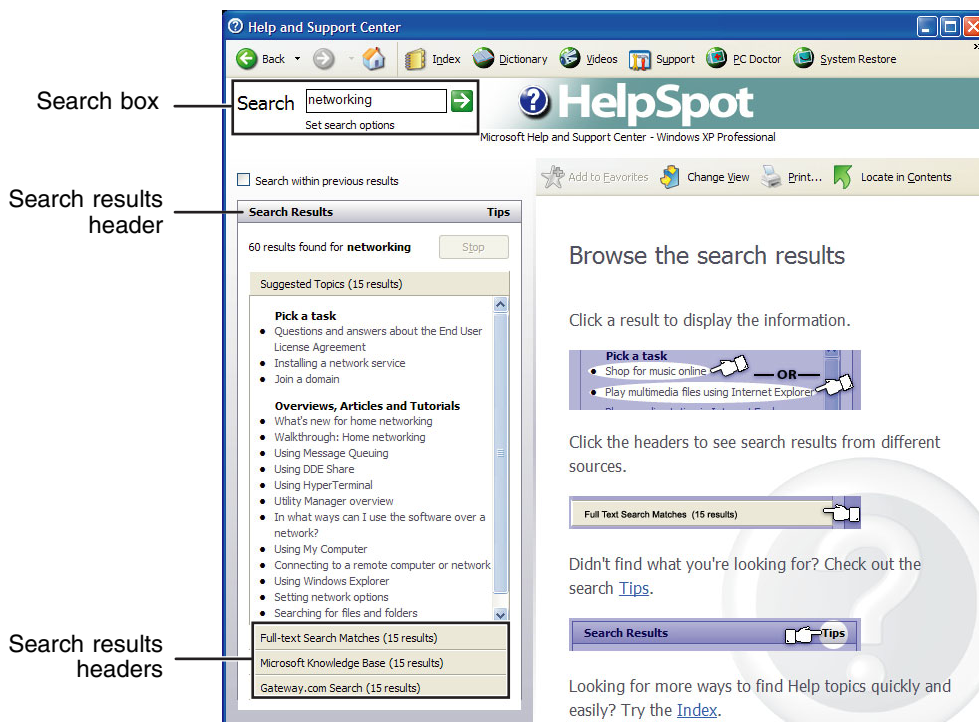 Help and Support Center
Back
Index
Dictionary
Videos
Support
PC Doctor
System Restore
»
Search box
Search
networking
Set search options
? HelpSpot
Microsoft Help and Support Center - Windows XP Professional
Search within previous results
Add to Favorites
Change View
Print...
Locate in Contents
Search results
header
Search Results
Tips
60 results found for networking
Stop
Suggested Topics (15 results)
Pick a task
Questions and answers about the End User
License Agreement
Installing a network service
Join a domain
Overviews, Articles and Tutorials
What's new for home networking
Walkthrough: Home networking
Using Message Queuing
Using DDE Share
Using HyperTerminal
Utility Manager overview
In what ways can I use the software over a
network?
Using My Computer
Connecting to a remote computer or network
Using Windows Explorer
Setting network options
Searching for files and folders
Search results
headers
Full-text Search Matches (15 results)
Microsoft Knowledge Base (15 results)
Gateway.com Search (15 results)
Browse the search results
Click a result to display the information.
Pick a task
Shop for music online
OR
Play multimedia files using Internet Explorer
Click the headers to see search results from different
sources.
Full Text Search Matches (15 results)
Didn't find what you're looking for? Check out the
search Tips.
Search Results
Tips
Looking for more ways to find Help topics quickly and
easily? Try the Index.